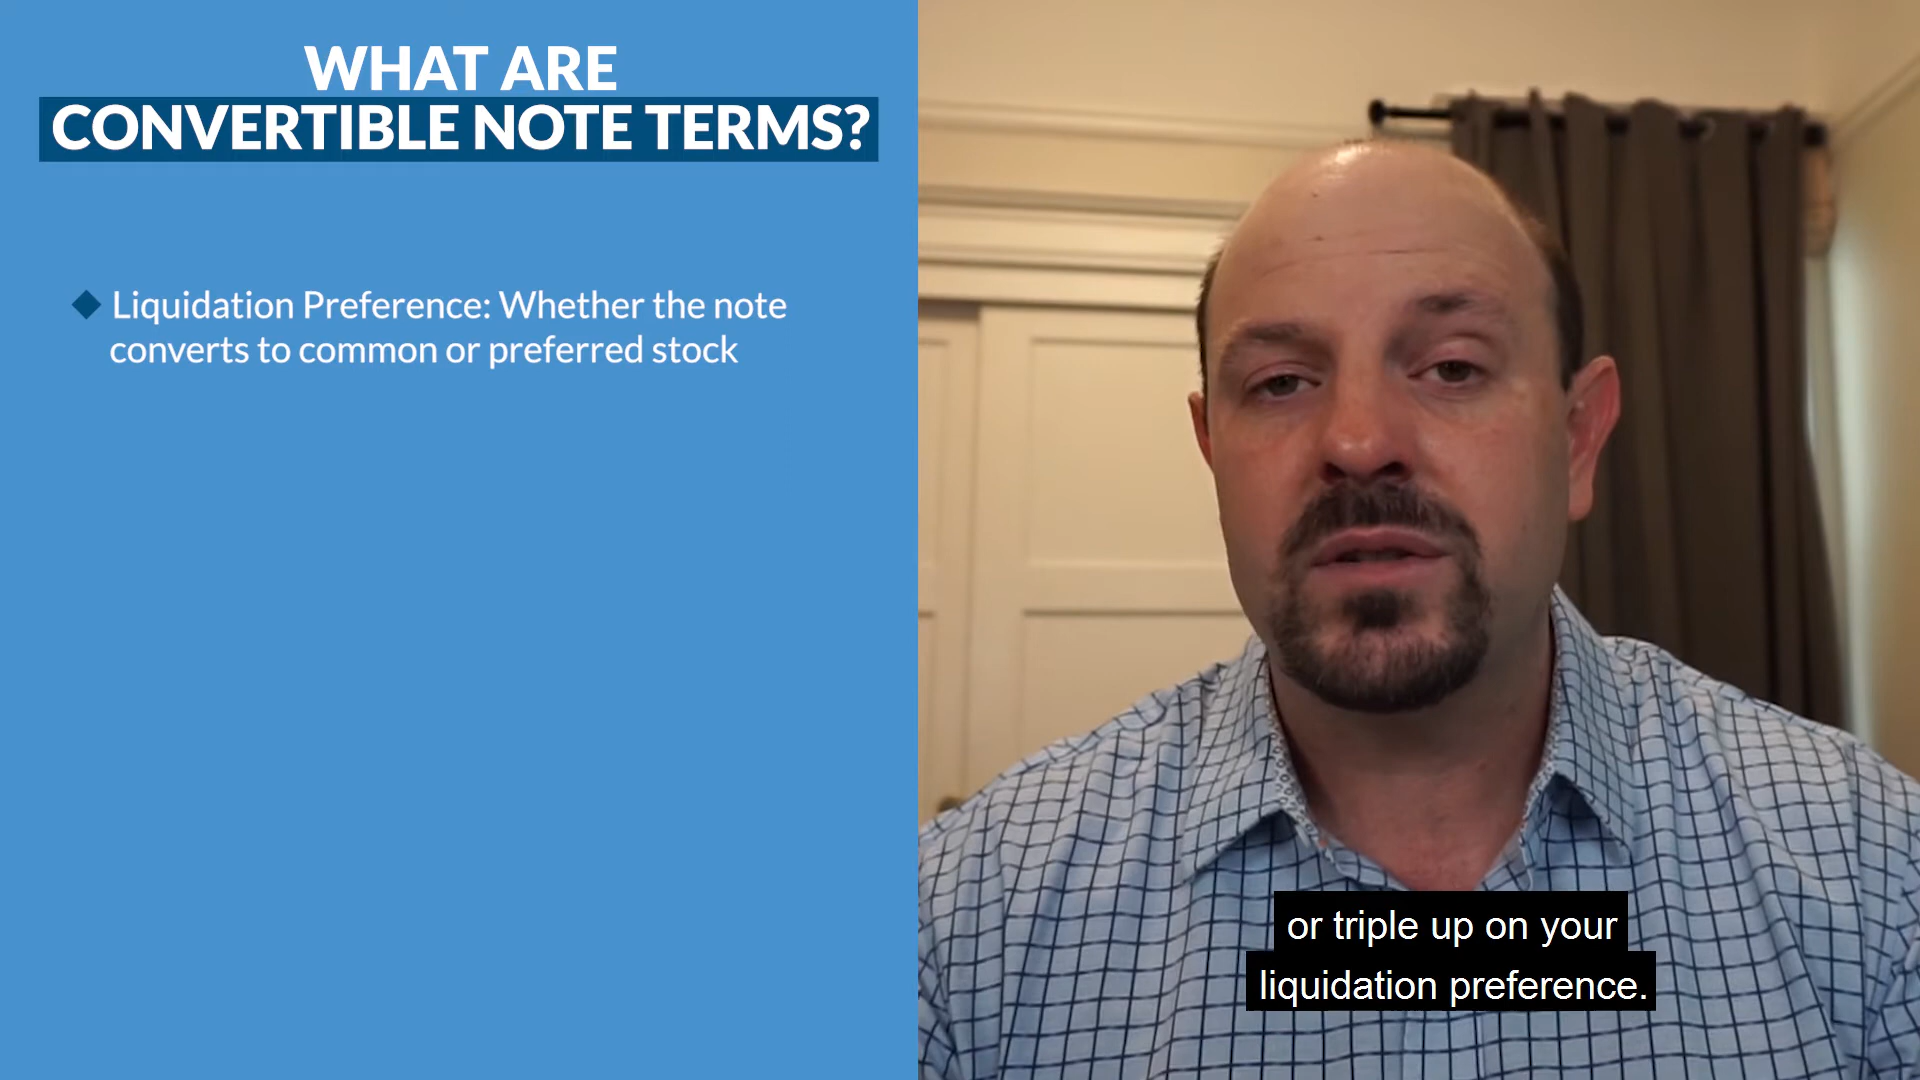 WHAT ARE
CONVERTIBLE NOTE TERMS?
Liquidation Preference: Whether the note
converts to common or preferred stock
or triple up on your
liquidation preference.